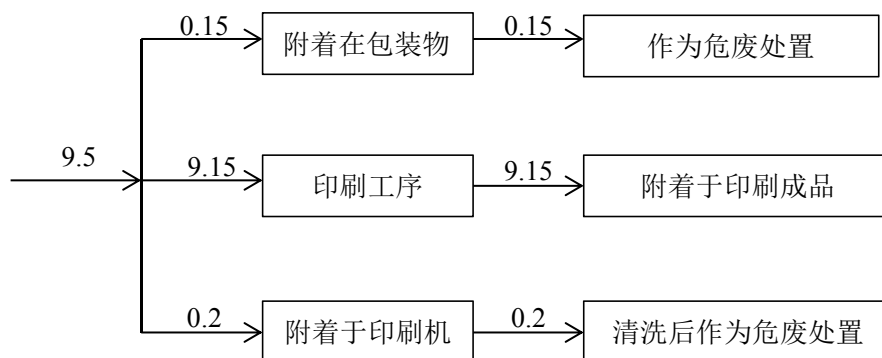 0.15 附着在包装物 0.15 作为危废处置
9.5 9.15 印刷工序 9.15 附着于印刷成品
0.2 附着于印刷机 0.2 清洗后作为危废处置